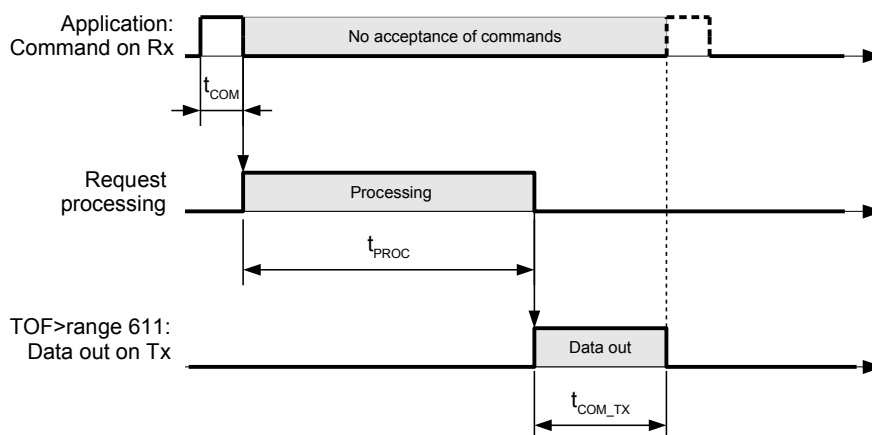 Application:
Command on Rx
No acceptance of commands
tCOM
Request
processing
Processing
tPROC
TOF>range 611:
Data out on Tx
Data out
tCOM_TX